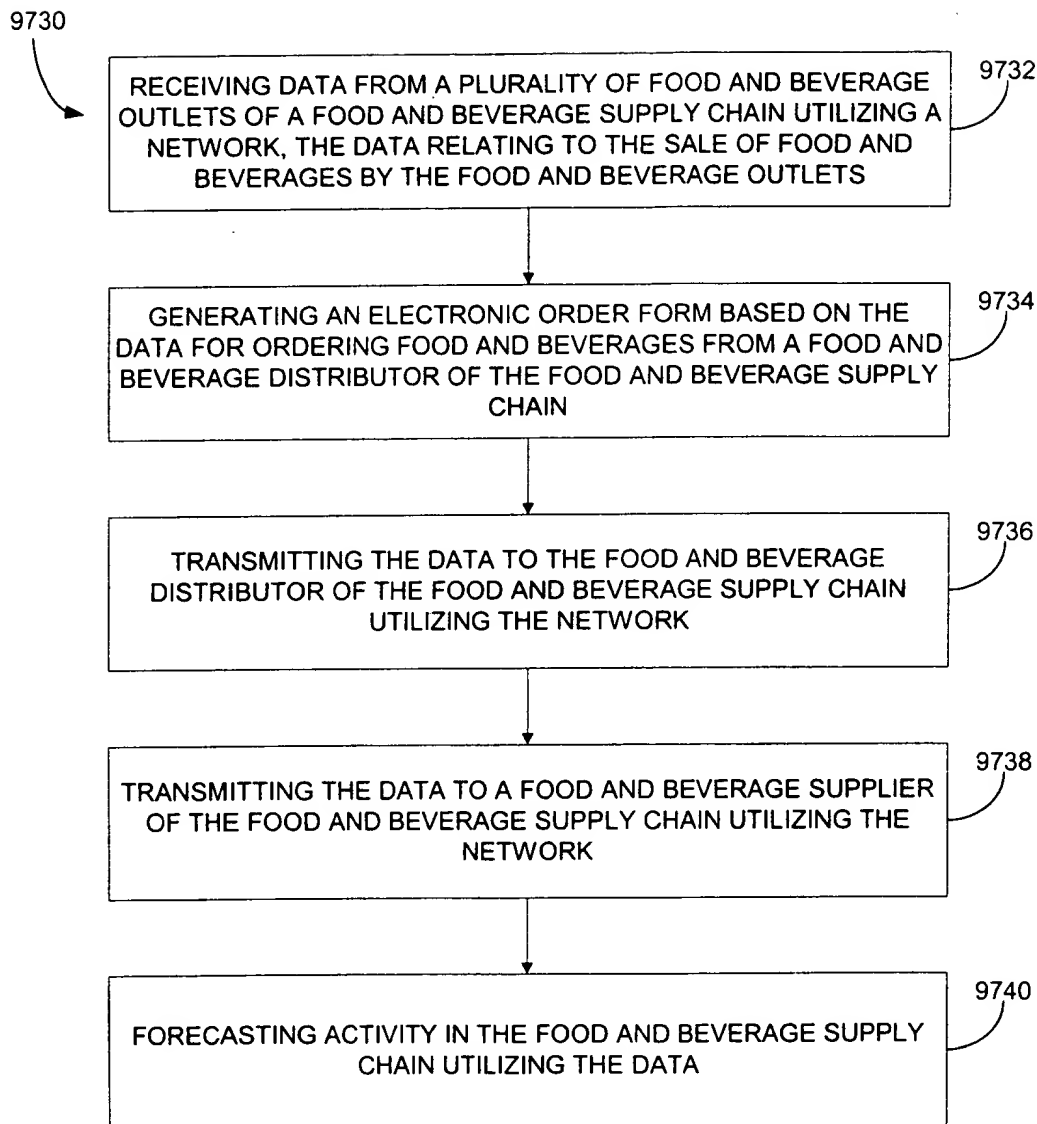 9730
9732
RECEIVING DATA FROM A PLURALITY OF FOOD AND BEVERAGE
OUTLETS OF A FOOD AND BEVERAGE SUPPLY CHAIN UTILIZING A
NETWORK, THE DATA RELATING TO THE SALE OF FOOD AND
BEVERAGES BY THE FOOD AND BEVERAGE OUTLETS
9734
GENERATING AN ELECTRONIC ORDER FORM BASED ON THE
DATA FOR ORDERING FOOD AND BEVERAGES FROM A FOOD AND
BEVERAGE DISTRIBUTOR OF THE FOOD AND BEVERAGE SUPPLY
CHAIN
9736
TRANSMITTING THE DATA TO THE FOOD AND BEVERAGE
DISTRIBUTOR OF THE FOOD AND BEVERAGE SUPPLY CHAIN
UTILIZING THE NETWORK
9738
TRANSMITTING THE DATA TO A FOOD AND BEVERAGE SUPPLIER
OF THE FOOD AND BEVERAGE SUPPLY CHAIN UTILIZING THE
NETWORK
9740
FORECASTING ACTIVITY IN THE FOOD AND BEVERAGE SUPPLY
CHAIN UTILIZING THE DATA